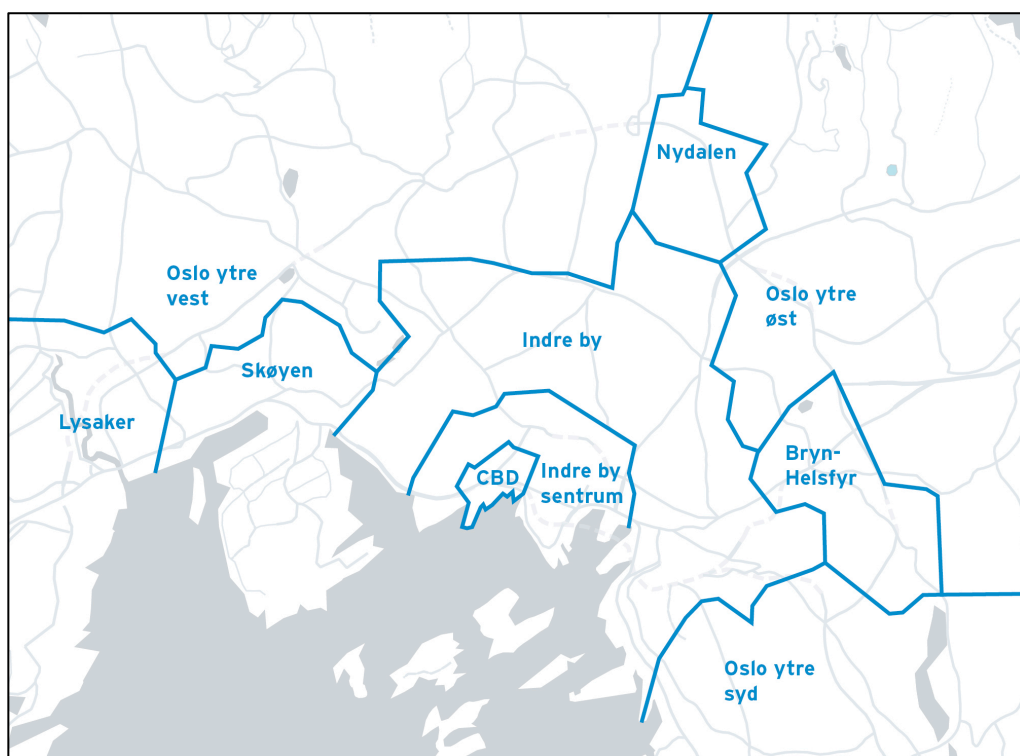 Nydalen
Oslo ytre
vest
Oslo ytre
øst
Indre by
Skøyen
Lysaker
Bryn-
Helsfyr
CBD
Indre by
sentrum
Oslo ytre
syd